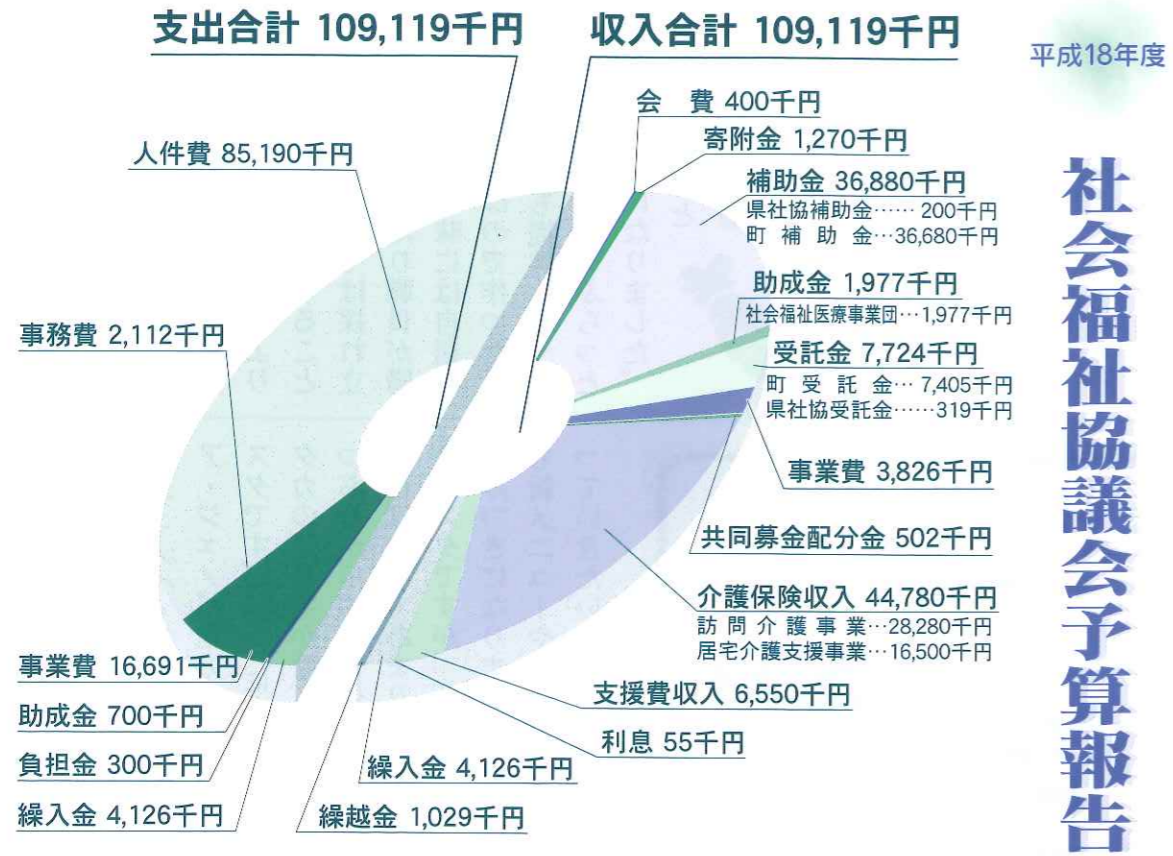 平成18年度
社会福祉協議会予算報告
支出合計 109,119千円
人件費 85,190千円
事務費 2,112千円
事業費 16,691千円
助成金 700千円
負担金 300千円
繰入金 4,126千円
収入合計 109,119千円
会　費 400千円
寄附金 1,270千円
補助金 36,880千円
県社協補助金…… 200千円
町 補 助 金…36,680千円
助成金 1,977千円
社会福祉医療事業団…1,977千円
受託金 7,724千円
町 受 託 金… 7,405千円
県社協受託金……319千円
事業費 3,826千円
共同募金配分金 502千円
介護保険収入 44,780千円
訪 問 介 護 事 業…28,280千円
居宅介護支援事業…16,500千円
支援費収入 6,550千円
利息 55千円
繰入金 4,126千円
繰越金 1,029千円